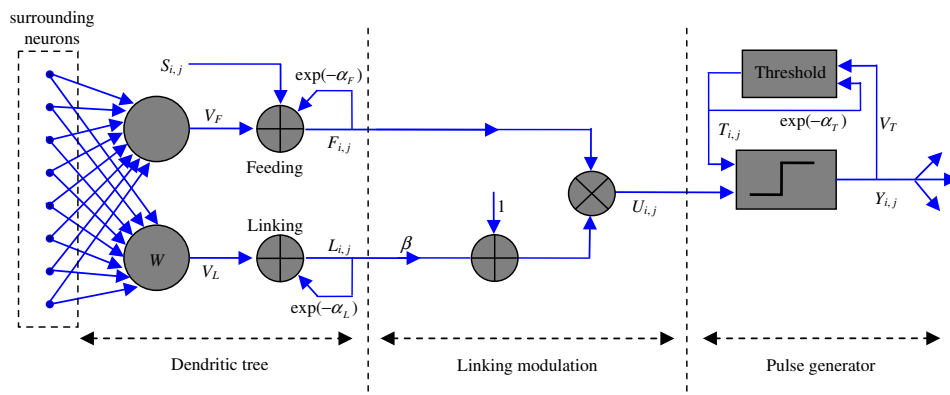 surrounding
neurons
S_{i,j}
exp(-α_F)
V_F
F_{i,j}
Feeding
Linking
W
V_L
L_{i,j}
exp(-α_L)
β
1
U_{i,j}
Threshold
T_{i,j}
exp(-α_T)
V_T
Y_{i,j}
Dendritic tree
Linking modulation
Pulse generator